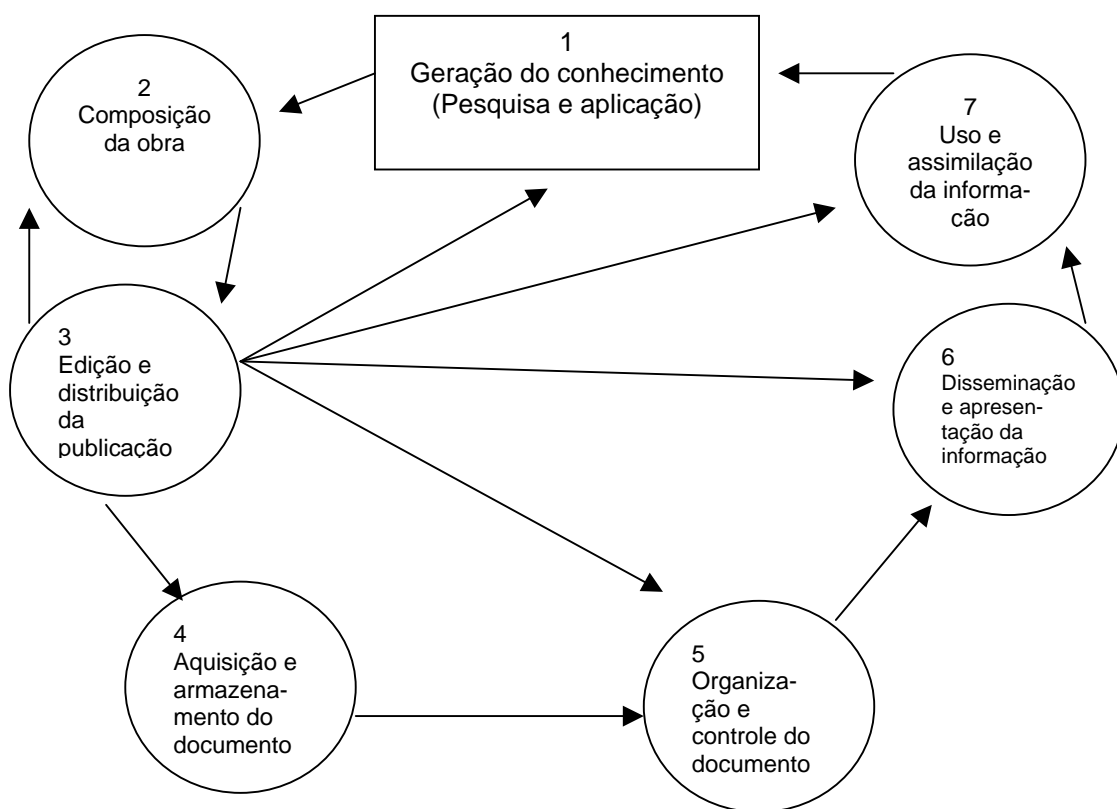 1
Geração do conhecimento
(Pesquisa e aplicação)
2
Composição
da obra
3
Edição e
distribuição
da
publicação
4
Aquisição e
armazena-
mento do
documento
5
Organiza-
ção e
controle do
documento
6
Disseminação
e apresen-
tação da
informação
7
Uso e
assimilação
da informa-
cão